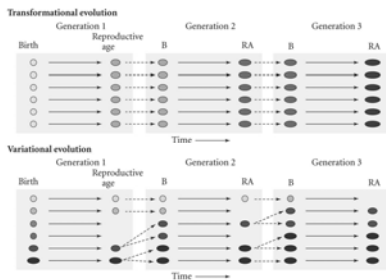 Transformational evolution
Generation 1 Generation 2 Generation 3
Birth Reproductive age B RA B RA
Time
Variational evolution
Generation 1 Generation 2 Generation 3
Birth Reproductive age B RA B RA
Time